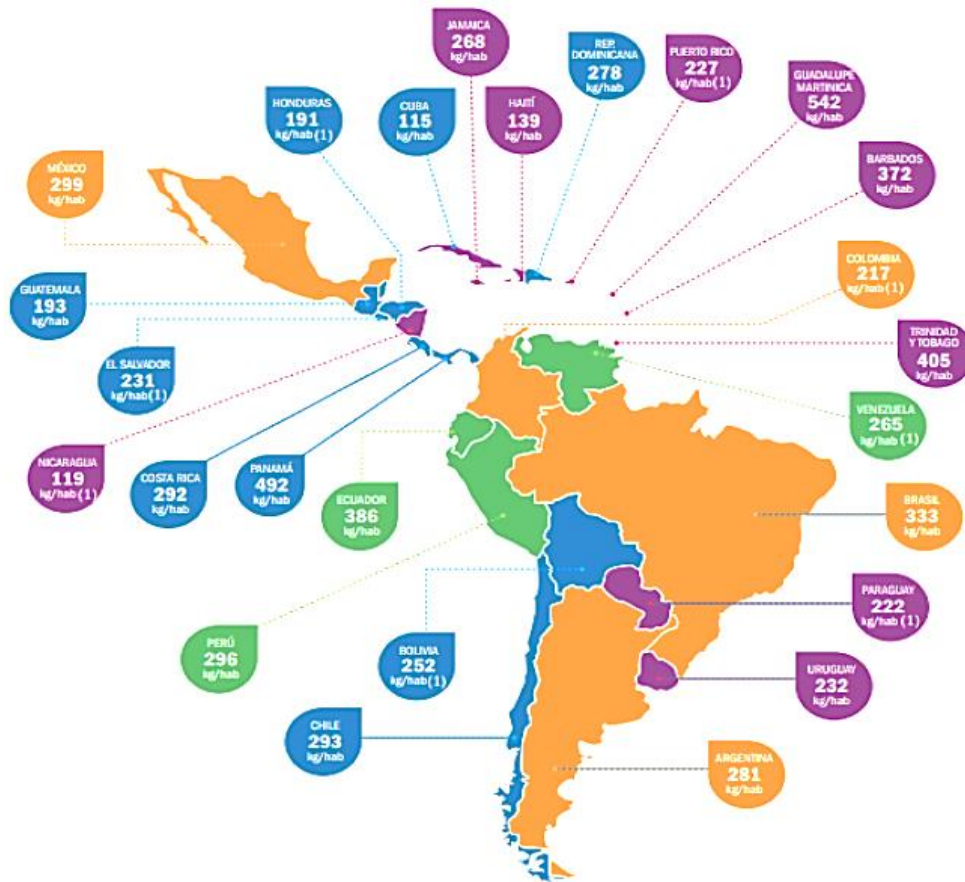 JAMAICA
268
kg/hab
REP.
DOMINICANA
278
kg/hab
PUERTO RICO
227
kg/hab(1)
GUADALUPE
MARTINICA
542
kg/hab
HONDURAS
191
kg/hab(1)
CUBA
115
kg/hab
HAITÍ
139
kg/hab
BARBADOS
372
kg/hab
MÉXICO
299
kg/hab
COLOMBIA
217
kg/hab(1)
GUATEMALA
193
kg/hab
TRINIDAD
Y TOBAGO
405
kg/hab
EL SALVADOR
231
kg/hab(1)
VENEZUELA
265
kg/hab (1)
NICARAGUA
119
kg/hab(1)
COSTA RICA
292
kg/hab
PANAMÁ
492
kg/hab
ECUADOR
386
kg/hab
BRASIL
333
kg/hab
PARAGUAY
222
kg/hab (1)
PERÚ
296
kg/hab
BOLIVIA
252
kg/hab(1)
URUGUAY
232
kg/hab
CHILE
293
kg/hab
ARGENTINA
281
kg/hab